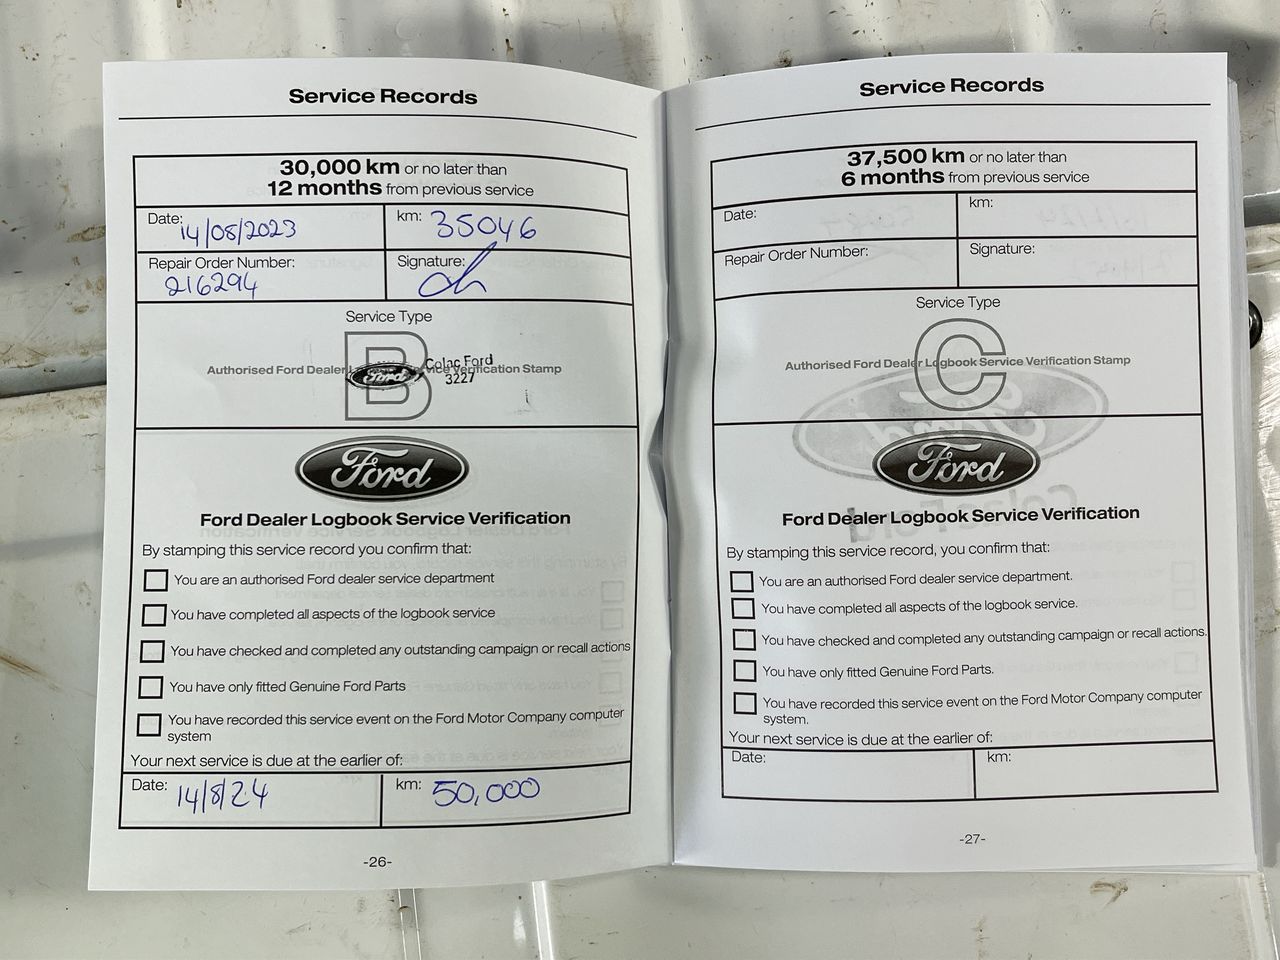 Service Records
30,000 km or no later than
12 months from previous service
Date: 14/08/2023
km: 35046
Repair Order Number: 216294
Signature:
Service Type
B
Authorised Ford Dealer Logbook Service Verification Stamp
Ford
Colac Ford
3227
Ford
Ford Dealer Logbook Service Verification
By stamping this service record you confirm that:
You are an authorised Ford dealer service department
You have completed all aspects of the logbook service
You have checked and completed any outstanding campaign or recall actions
You have only fitted Genuine Ford Parts
You have recorded this service event on the Ford Motor Company computer
system
Your next service is due at the earlier of:
Date: 14/8/24
km: 50,000
-26-
Service Records
37,500 km or no later than
6 months from previous service
Date:
km:
Repair Order Number:
Signature:
Service Type
C
Authorised Ford Dealer Logbook Service Verification Stamp
Ford
Ford Dealer Logbook Service Verification
By stamping this service record, you confirm that:
You are an authorised Ford dealer service department.
You have completed all aspects of the logbook service.
You have checked and completed any outstanding campaign or recall actions.
You have only fitted Genuine Ford Parts.
You have recorded this service event on the Ford Motor Company computer
system.
Your next service is due at the earlier of:
Date:
km:
-27-